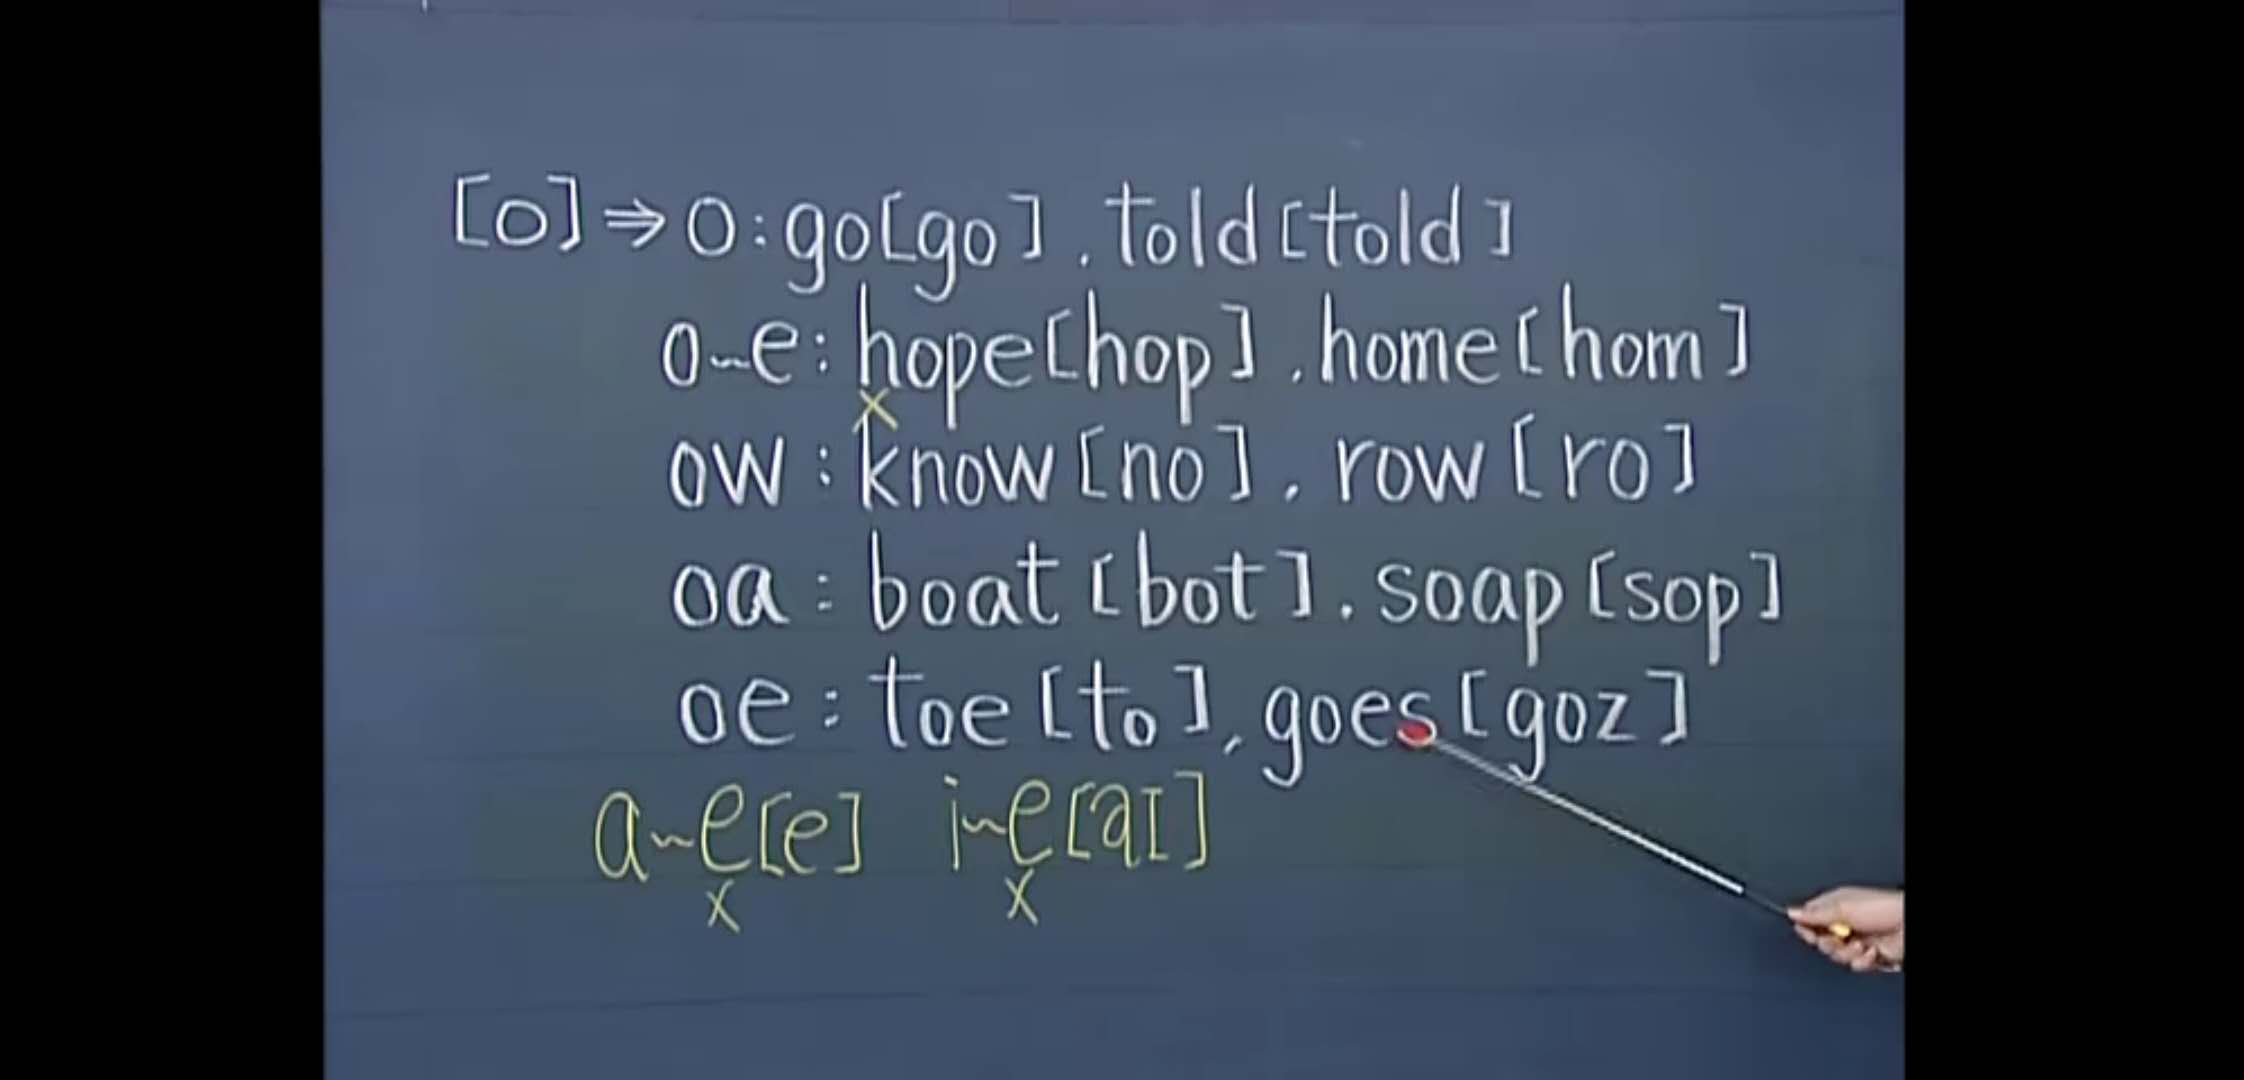 [o]⇒o:go[go].told[told]
o~e:hope[hop].home[hom]
x
ow:know[no].row[ro]
oa:boat[bot].soap[sop]
oe:toe[to],goes[goz]
a~e[e] i~e[aI]
x x